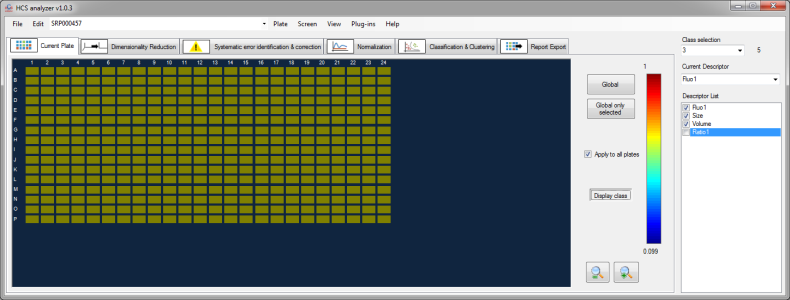 HCS analyzer v1.0.3
File Edit SRP000457 Plate Screen View Plug-ins Help
Current Plate Dimensionality Reduction Systematic error identification & correction Normalization Classification & Clustering Report Export
Class selection
3 5
Current Descriptor
Fluo1
Descriptor List
Fluo1
Size
Volume
Ratio1
1 2 3 4 5 6 7 8 9 10 11 12 13 14 15 16 17 18 19 20 21 22 23 24
A
B
C
D
E
F
G
H
I
J
K
L
M
N
O
P
Global
Global only
selected
Apply to all plates
Display class
1
0.099